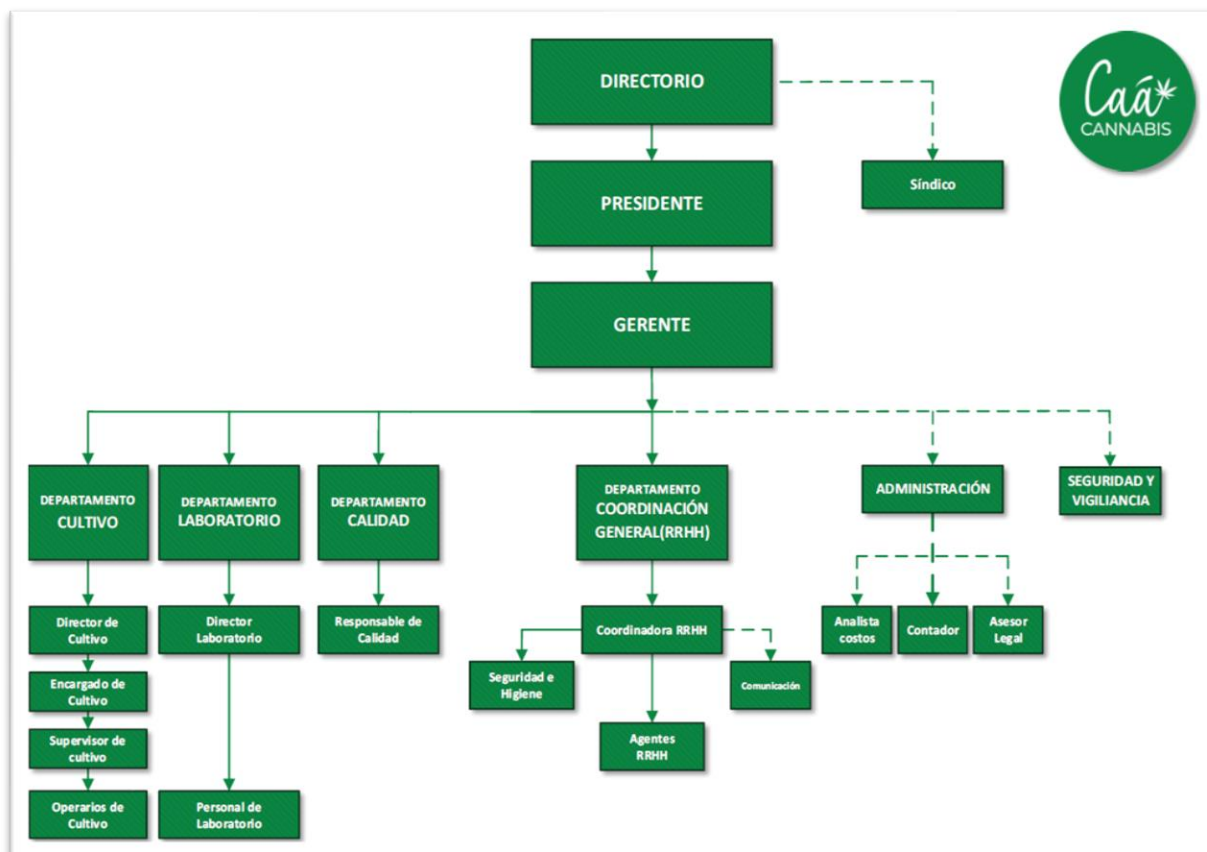 DIRECTORIO
Caá
CANNABIS
Síndico
PRESIDENTE
GERENTE
DEPARTAMENTO
CULTIVO
DEPARTAMENTO
LABORATORIO
DEPARTAMENTO
CALIDAD
DEPARTAMENTO
COORDINACIÓN
GENERAL(RRHH)
ADMINISTRACIÓN
SEGURIDAD Y
VIGILIANCIA
Director de
Cultivo
Director
Laboratorio
Responsable de
Calidad
Coordinadora RRHH
Analista
costos
Contador
Asesor
Legal
Encargado de
Cultivo
Seguridad e
Higiene
Comunicación
Supervisor de
cultivo
Agentes
RRHH
Operarios de
Cultivo
Personal de
Laboratorio